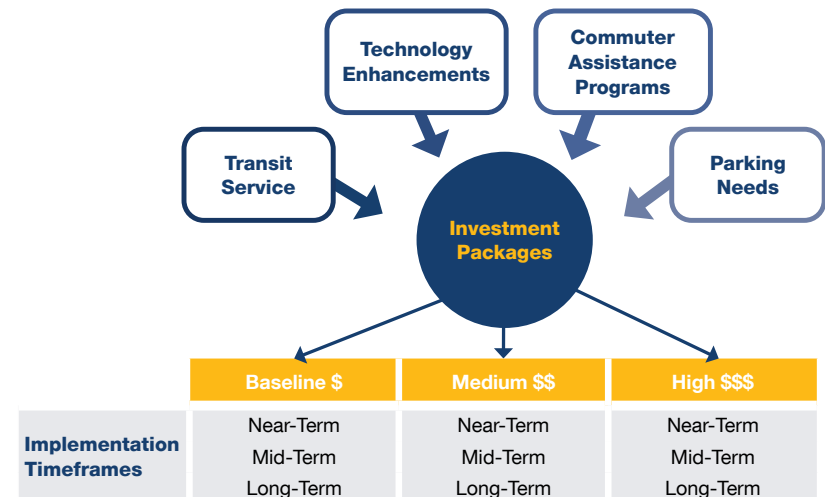 Technology
Enhancements
Commuter
Assistance
Programs
Transit
Service
Parking
Needs
Investment
Packages
Baseline $
Medium $$
High $$$
Implementation
Timeframes
Near-Term
Near-Term
Near-Term
Mid-Term
Mid-Term
Mid-Term
Long-Term
Long-Term
Long-Term